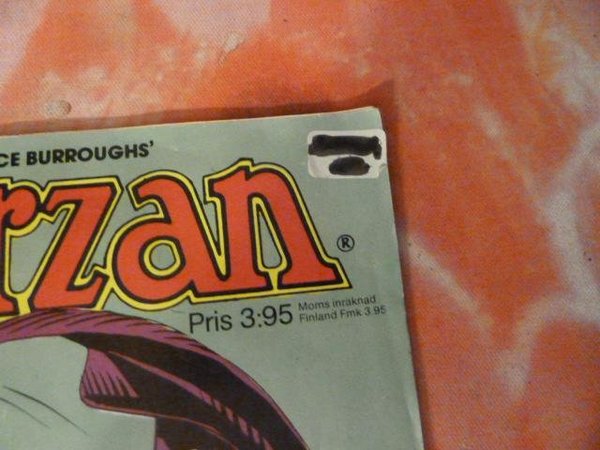 CE BURROUGHS'
rzan®
Pris 3:95 Moms inräknad
Finland Fmk 3.95